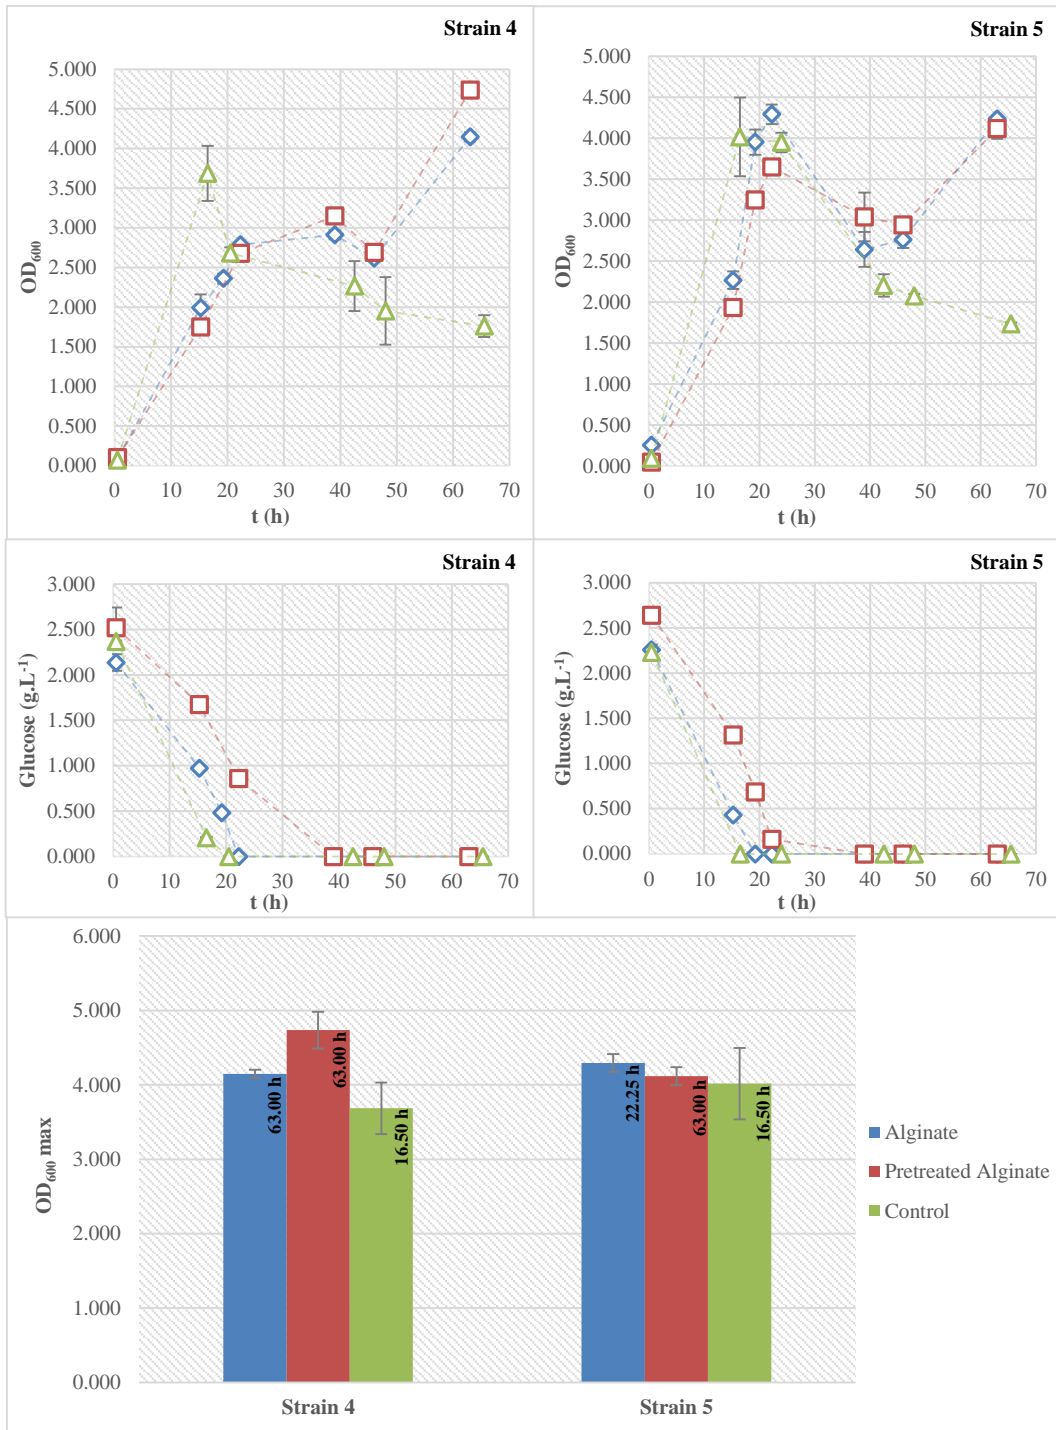 Strain 4
5.000
4.500
4.000
3.500
3.000
2.500
2.000
1.500
1.000
0.500
0.000
OD600
0 10 20 30 40 50 60 70
t (h)
Strain 5
5.000
4.500
4.000
3.500
3.000
2.500
2.000
1.500
1.000
0.500
0.000
OD600
0 10 20 30 40 50 60 70
t (h)
Strain 4
3.000
2.500
2.000
1.500
1.000
0.500
0.000
Glucose (g.L-1)
0 10 20 30 40 50 60 70
t (h)
Strain 5
3.000
2.500
2.000
1.500
1.000
0.500
0.000
Glucose (g.L-1)
0 10 20 30 40 50 60 70
t (h)
6.000
5.000
4.000
3.000
2.000
1.000
0.000
OD600 max
63.00 h
63.00 h
16.50 h
22.25 h
63.00 h
16.50 h
Strain 4 Strain 5
Alginate
Pretreated Alginate
Control